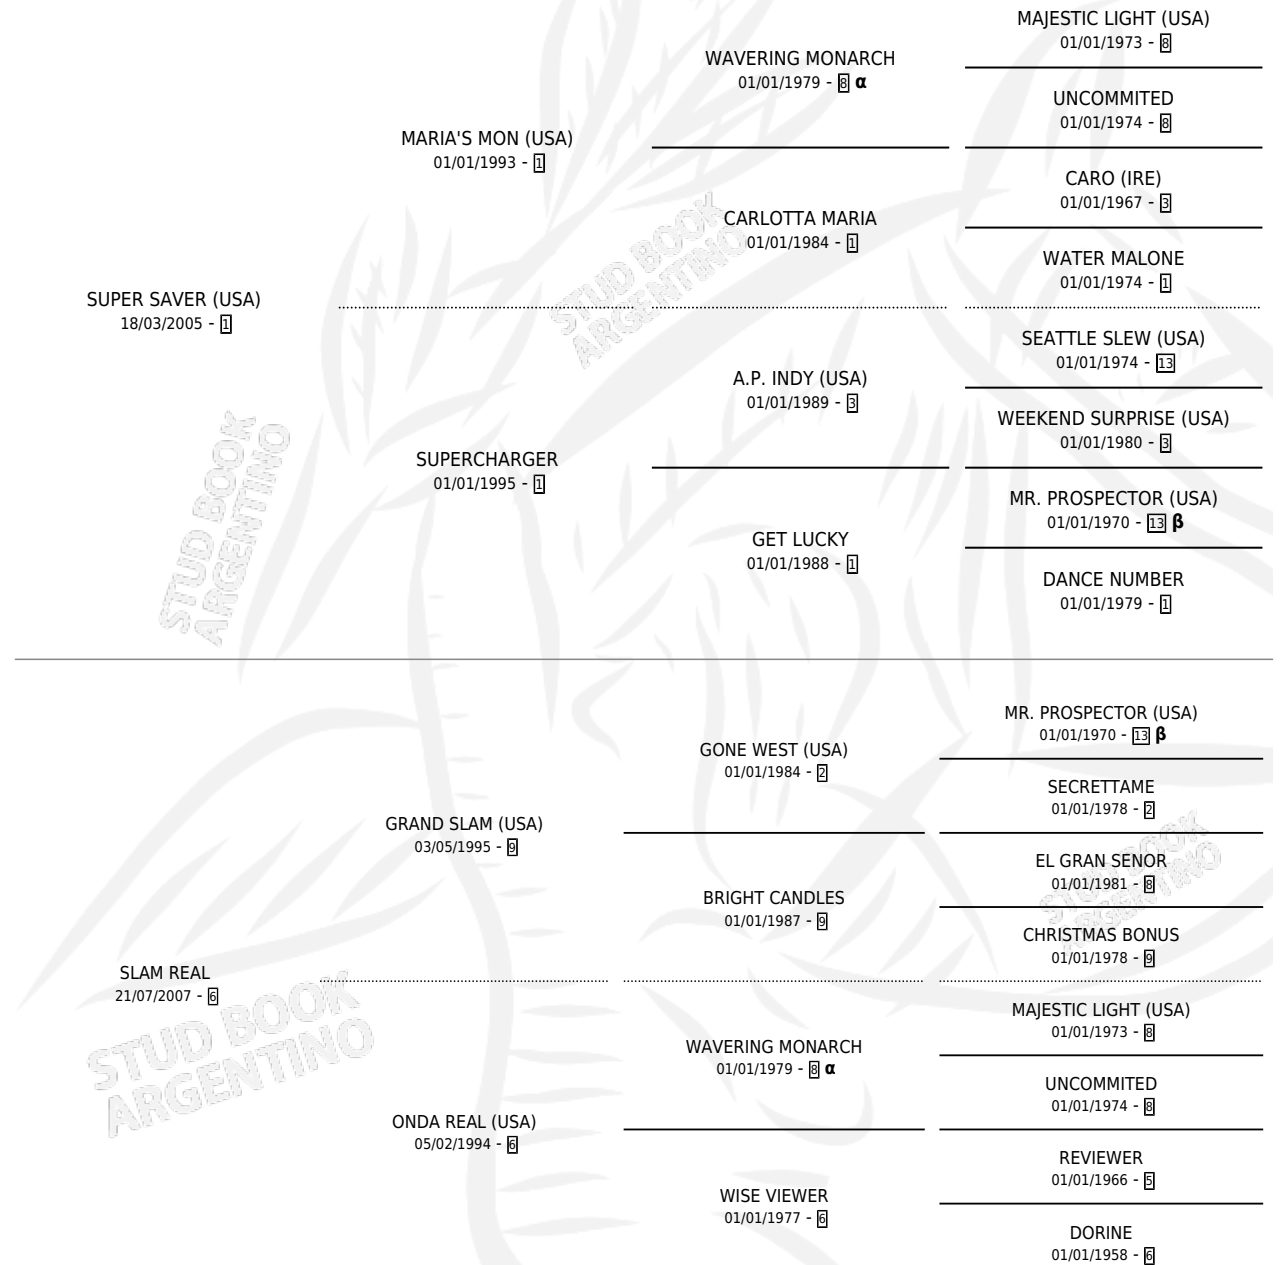 MAJESTIC LIGHT (USA)
01/01/1973 - 8
WAVERING MONARCH
01/01/1979 - 8 α
UNCOMMITED
01/01/1974 - 8
MARIA'S MON (USA)
01/01/1993 - 1
CARO (IRE)
01/01/1967 - 3
CARLOTTA MARIA
01/01/1984 - 1
WATER MALONE
01/01/1974 - 1
SUPER SAVER (USA)
18/03/2005 - 1
SEATTLE SLEW (USA)
01/01/1974 - 13
A.P. INDY (USA)
01/01/1989 - 3
WEEKEND SURPRISE (USA)
01/01/1980 - 3
SUPERCHARGER
01/01/1995 - 1
MR. PROSPECTOR (USA)
01/01/1970 - 13 β
GET LUCKY
01/01/1988 - 1
DANCE NUMBER
01/01/1979 - 1
STUD BOOK
ARGENTINO
STUD BOOK
ARGENTINO
MR. PROSPECTOR (USA)
01/01/1970 - 13 β
GONE WEST (USA)
01/01/1984 - 2
SECRETTAME
01/01/1978 - 2
GRAND SLAM (USA)
03/05/1995 - 9
EL GRAN SENOR
01/01/1981 - 8
BRIGHT CANDLES
01/01/1987 - 9
CHRISTMAS BONUS
01/01/1978 - 9
SLAM REAL
21/07/2007 - 6
MAJESTIC LIGHT (USA)
01/01/1973 - 8
WAVERING MONARCH
01/01/1979 - 8 α
UNCOMMITED
01/01/1974 - 8
ONDA REAL (USA)
05/02/1994 - 6
REVIEWER
01/01/1966 - 5
WISE VIEWER
01/01/1977 - 6
DORINE
01/01/1958 - 6
STUD BOOK
ARGENTINO
STUD BOOK
ARGENTINO